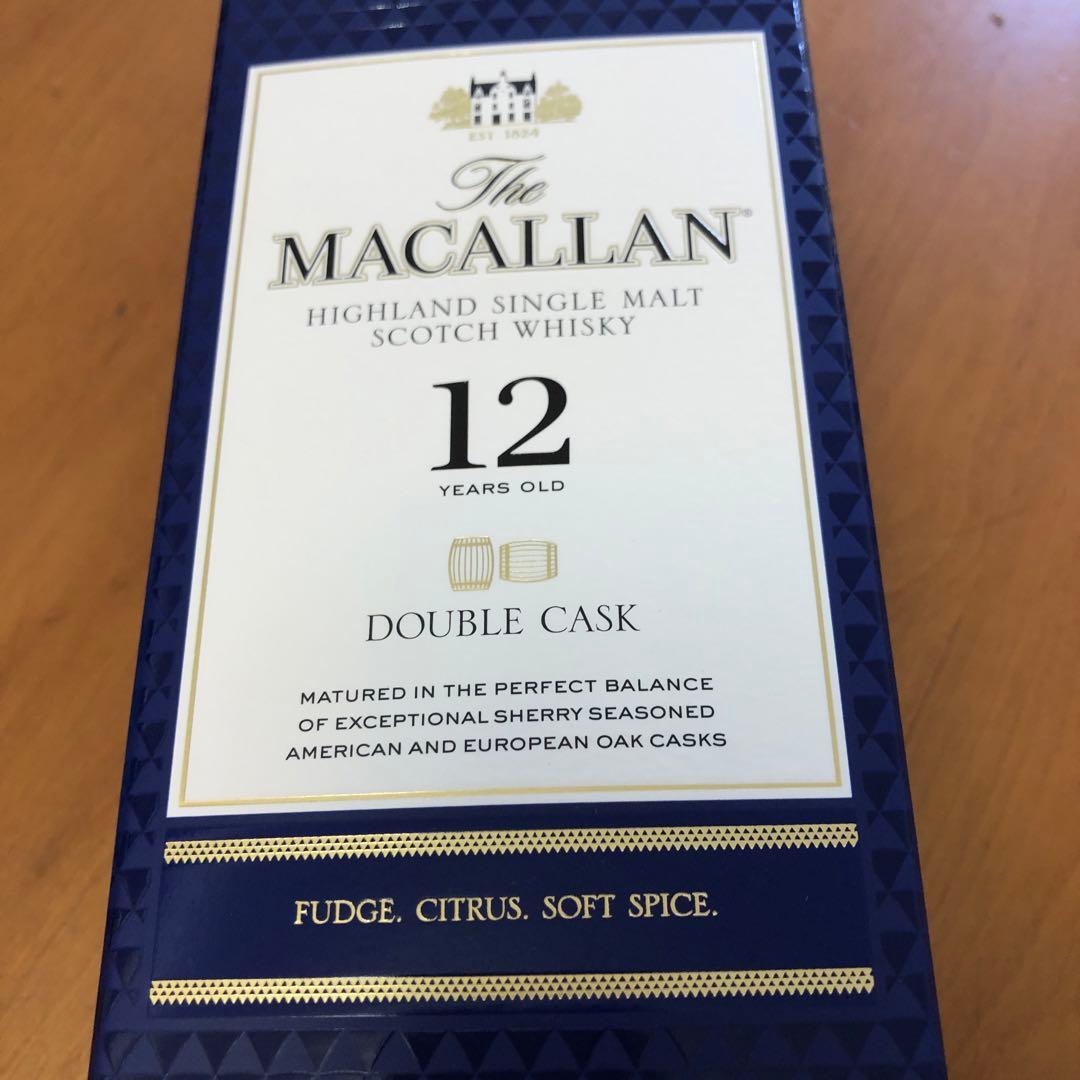 EST 1824
The
MACALLAN®
HIGHLAND SINGLE MALT
SCOTCH WHISKY
12
YEARS OLD
DOUBLE CASK
MATURED IN THE PERFECT BALANCE
OF EXCEPTIONAL SHERRY SEASONED
AMERICAN AND EUROPEAN OAK CASKS
FUDGE. CITRUS. SOFT SPICE.